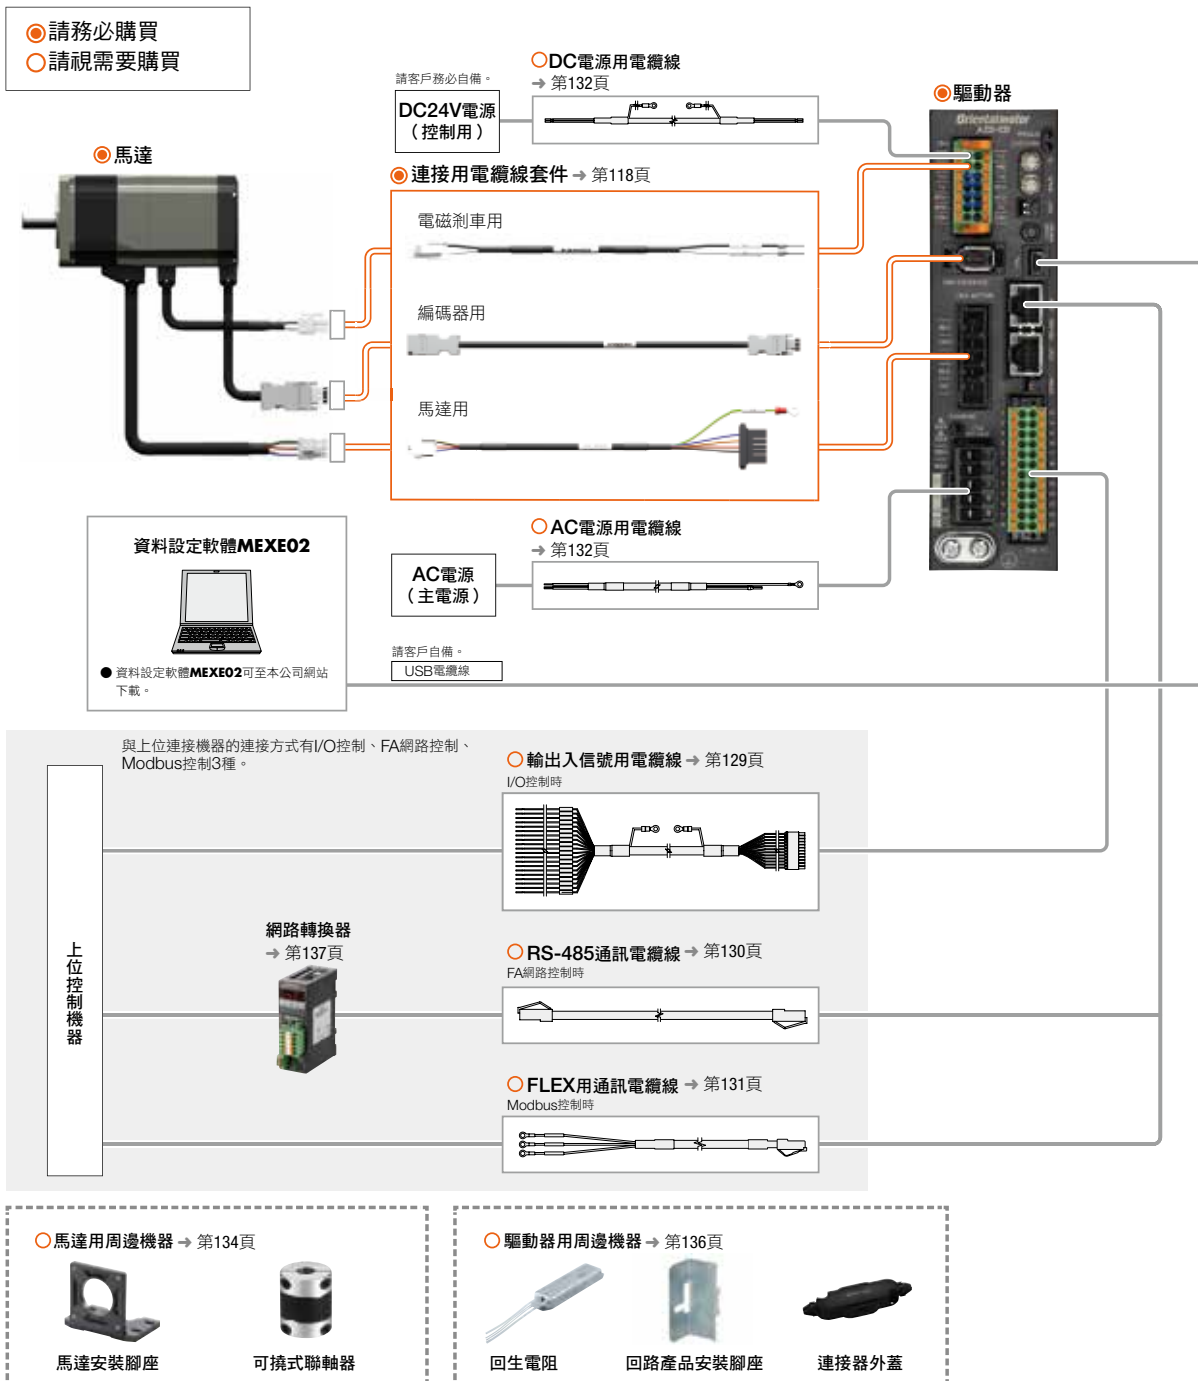 ◉請務必購買
○請視需要購買
○DC電源用電纜線
→ 第132頁
請客戶務必自備。
DC24V電源
（控制用）
◉驅動器
Orientalmotor
◉馬達
◉連接用電纜線套件 → 第118頁
電磁剎車用
編碼器用
馬達用
資料設定軟體MEXE02
● 資料設定軟體MEXE02可至本公司網站
下載。
○AC電源用電纜線
→ 第132頁
AC電源
（主電源）
請客戶自備。
USB電纜線
與上位連接機器的連接方式有I/O控制、FA網路控制、
Modbus控制3種。
○輸出入信號用電纜線 → 第129頁
I/O控制時
上位控制機器
網路轉換器
→ 第137頁
○RS-485通訊電纜線 → 第130頁
FA網路控制時
○FLEX用通訊電纜線 → 第131頁
Modbus控制時
○馬達用周邊機器 → 第134頁
馬達安裝腳座
可撓式聯軸器
○驅動器用周邊機器 → 第136頁
回生電阻
回路產品安裝腳座
連接器外蓋